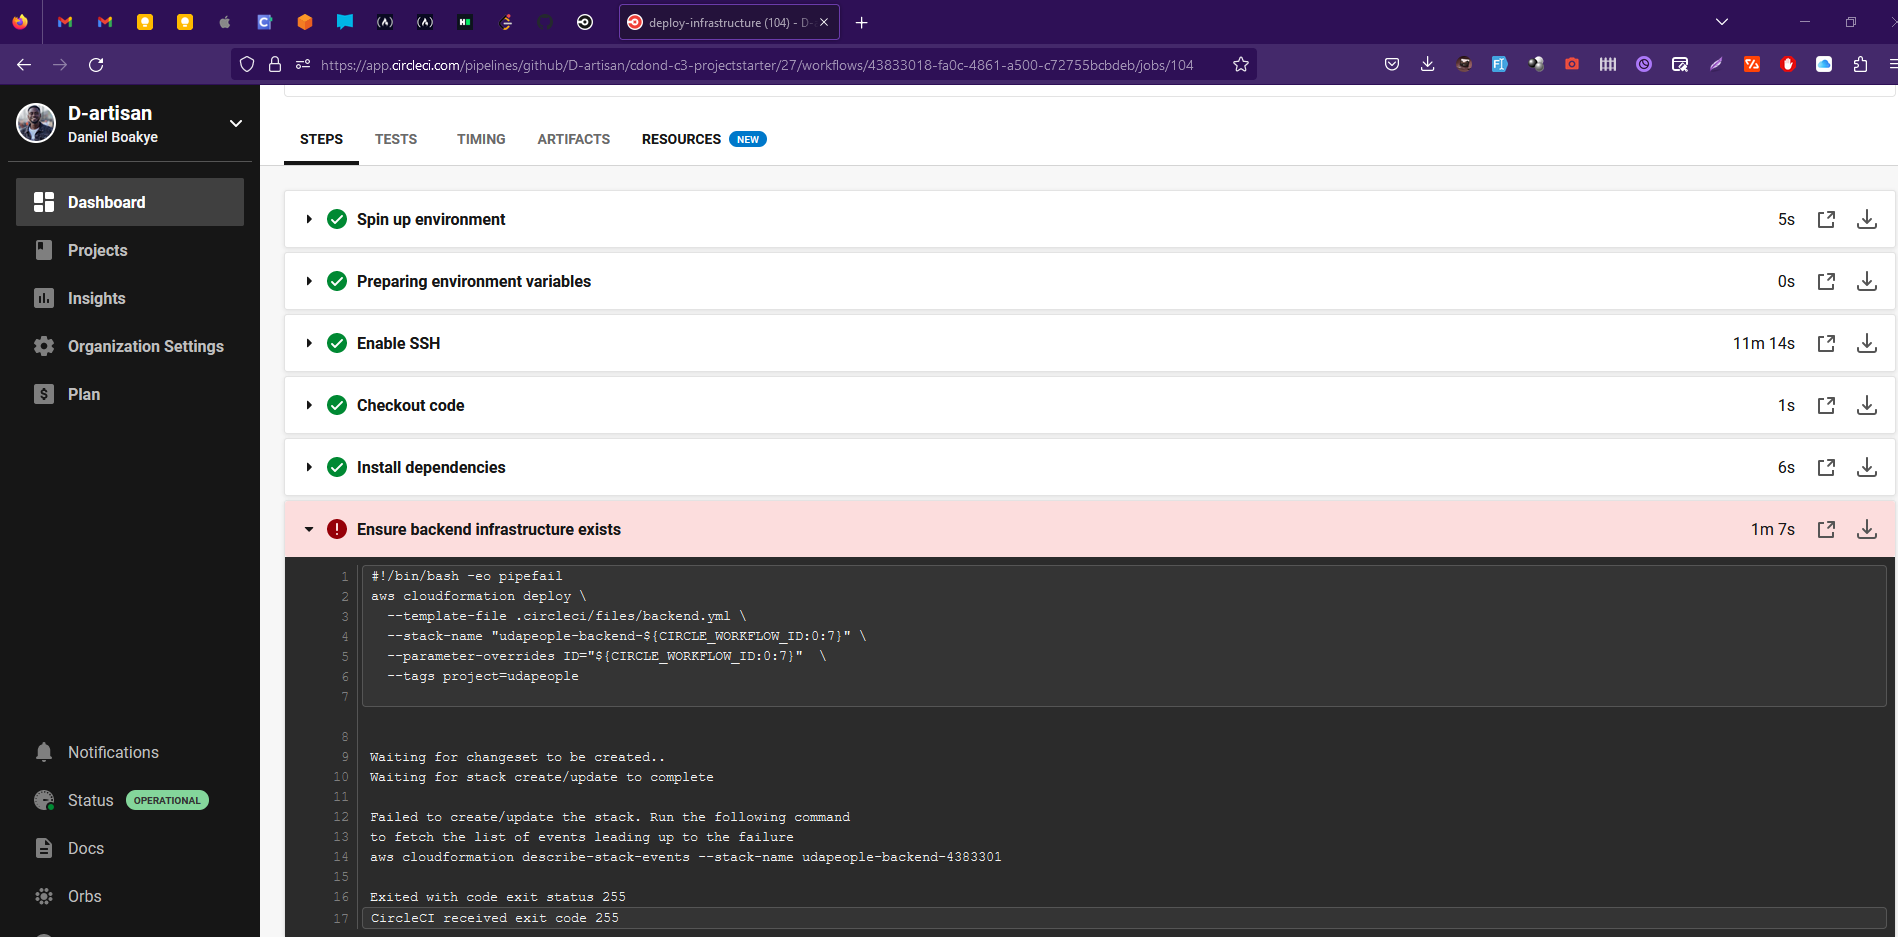 deploy-infrastructure (104) - D-
https://app.circleci.com/pipelines/github/D-artisan/cdond-c3-projectstarter/27/workflows/43833018-fa0c-4861-a500-c72755bcbdeb/jobs/104
D-artisan
Daniel Boakye
Dashboard
Projects
Insights
Organization Settings
Plan
Notifications
Status OPERATIONAL
Docs
Orbs
STEPS TESTS TIMING ARTIFACTS RESOURCES NEW
Spin up environment 5s
Preparing environment variables 0s
Enable SSH 11m 14s
Checkout code 1s
Install dependencies 6s
Ensure backend infrastructure exists 1m 7s
1 #!/bin/bash -eo pipefail
2 aws cloudformation deploy \
3 --template-file .circleci/files/backend.yml \
4 --stack-name "udapeople-backend-${CIRCLE_WORKFLOW_ID:0:7}" \
5 --parameter-overrides ID="${CIRCLE_WORKFLOW_ID:0:7}" \
6 --tags project=udapeople
7
8
9 Waiting for changeset to be created..
10 Waiting for stack create/update to complete
11
12 Failed to create/update the stack. Run the following command
13 to fetch the list of events leading up to the failure
14 aws cloudformation describe-stack-events --stack-name udapeople-backend-4383301
15
16 Exited with code exit status 255
17 CircleCI received exit code 255